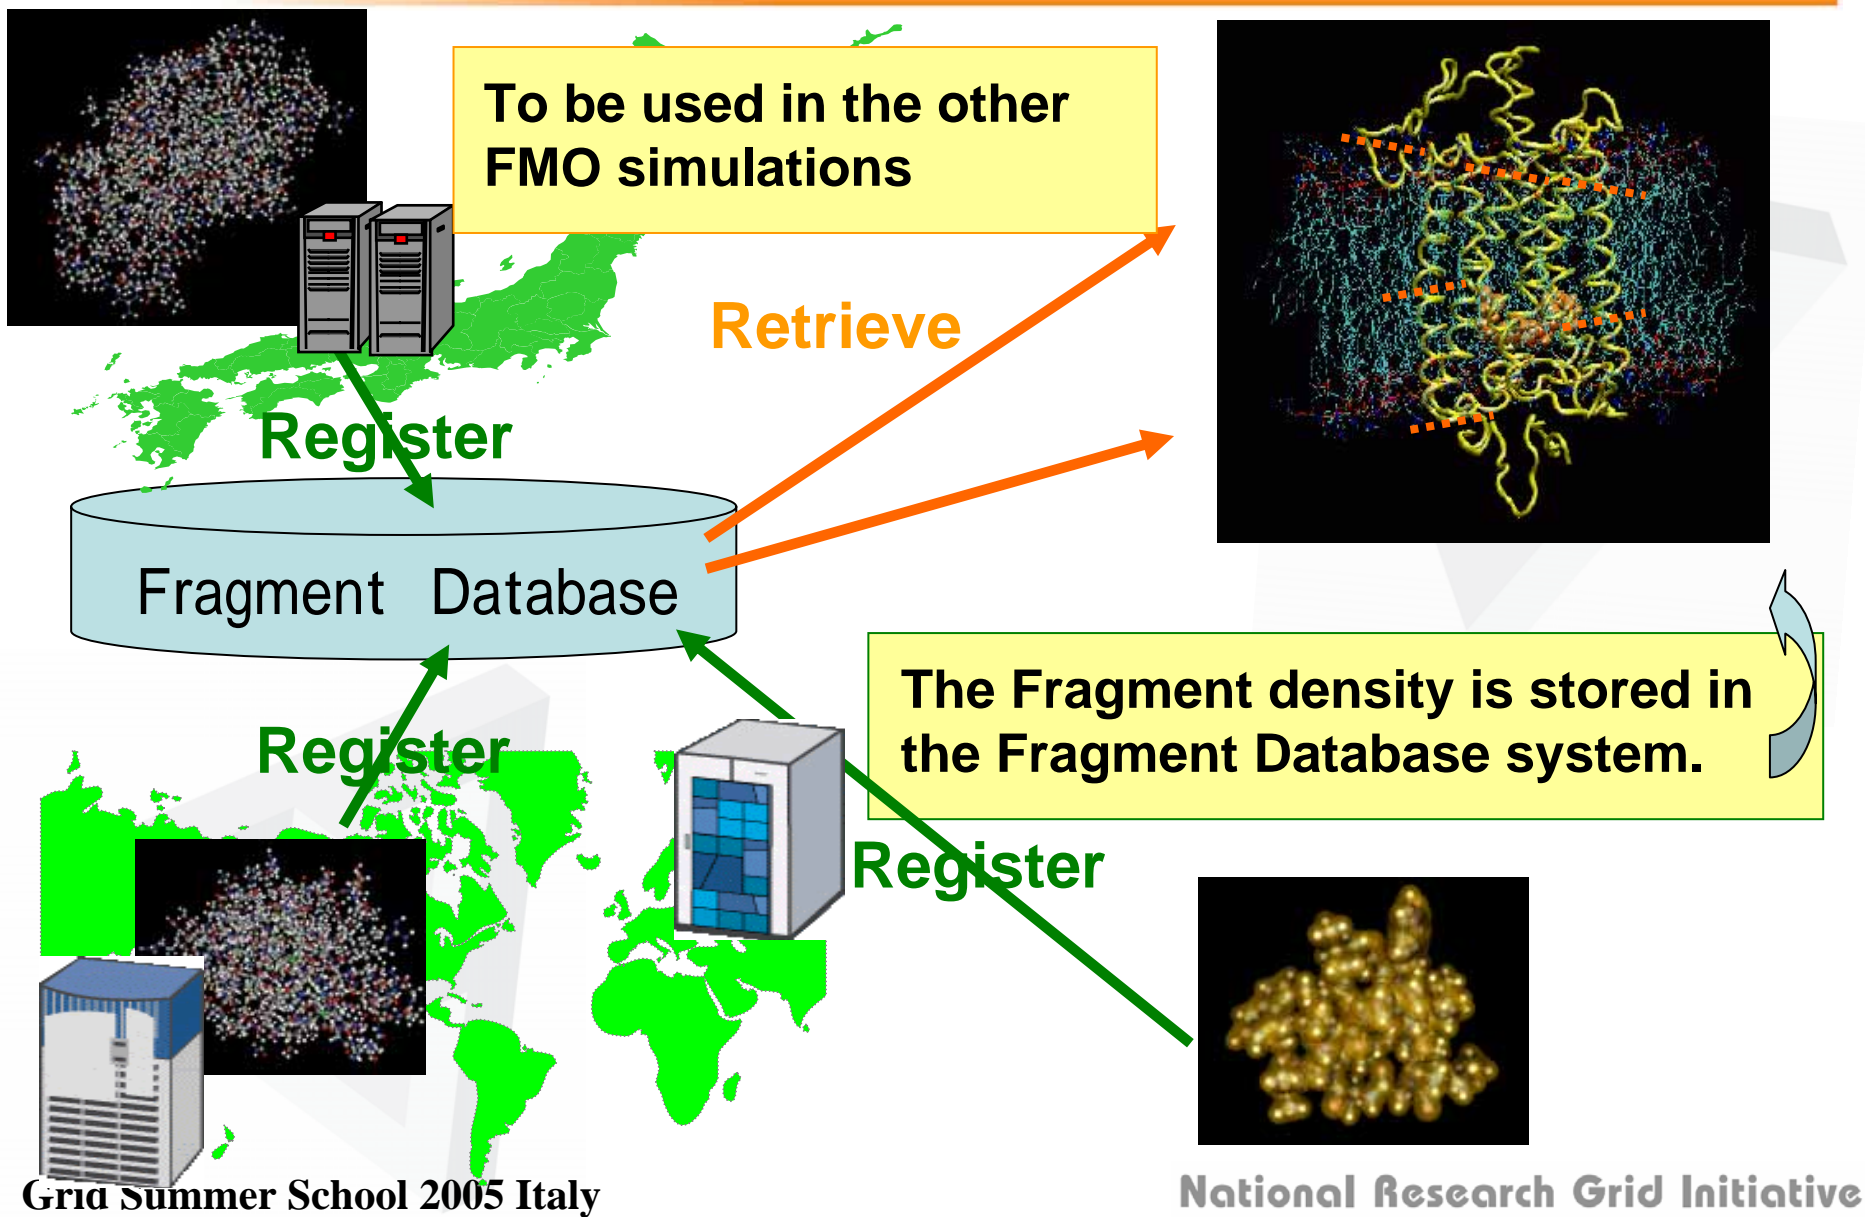 To be used in the other
FMO simulations
Retrieve
Register
Fragment Database
The Fragment density is stored in
the Fragment Database system.
Register
Register
Grid Summer School 2005 Italy
National Research Grid Initiative